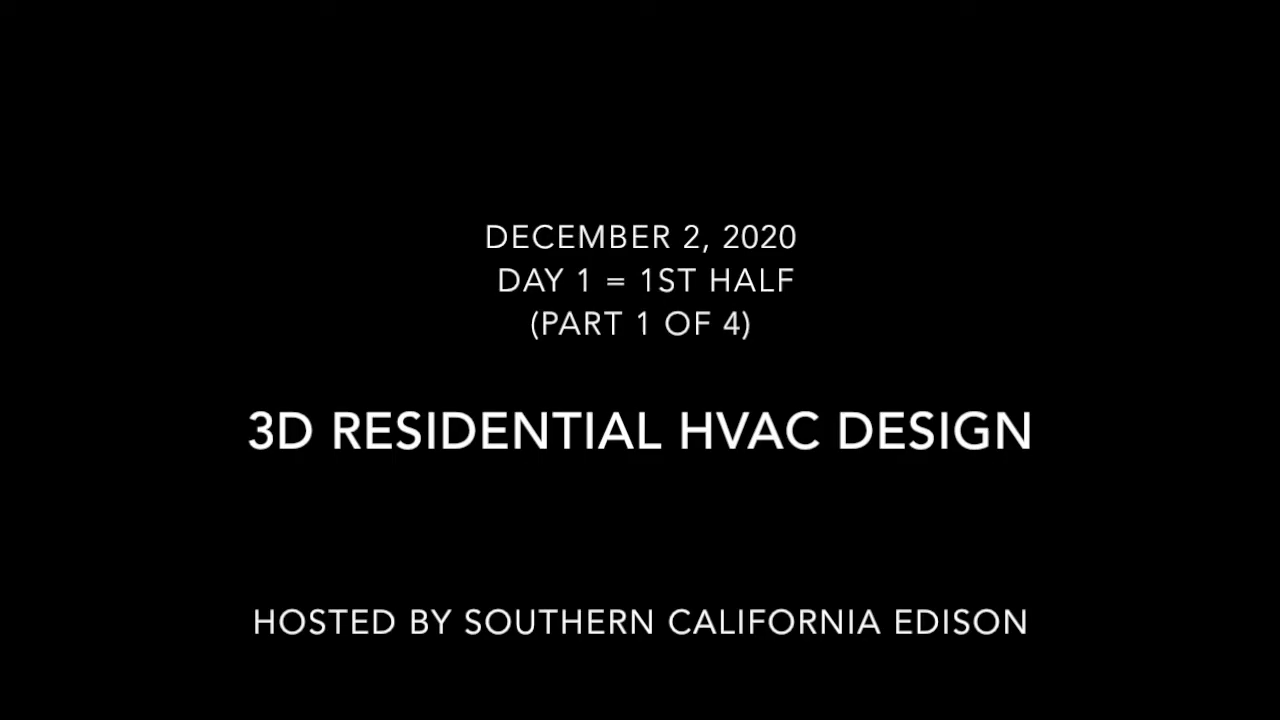 DECEMBER 2, 2020
DAY 1 = 1ST HALF
(PART 1 OF 4)
3D RESIDENTIAL HVAC DESIGN
HOSTED BY SOUTHERN CALIFORNIA EDISON